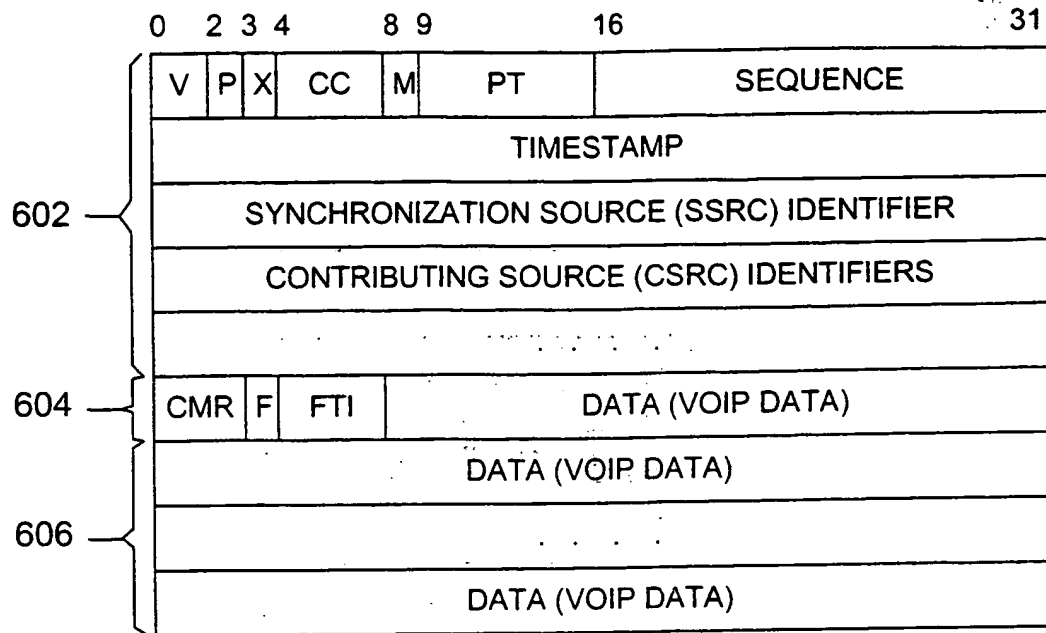 0 2 3 4 8 9 16 31
V P X CC M PT SEQUENCE
TIMESTAMP
602
SYNCHRONIZATION SOURCE (SSRC) IDENTIFIER
CONTRIBUTING SOURCE (CSRC) IDENTIFIERS
. . . .
604
CMR F FTI DATA (VOIP DATA)
DATA (VOIP DATA)
606
. . . .
DATA (VOIP DATA)